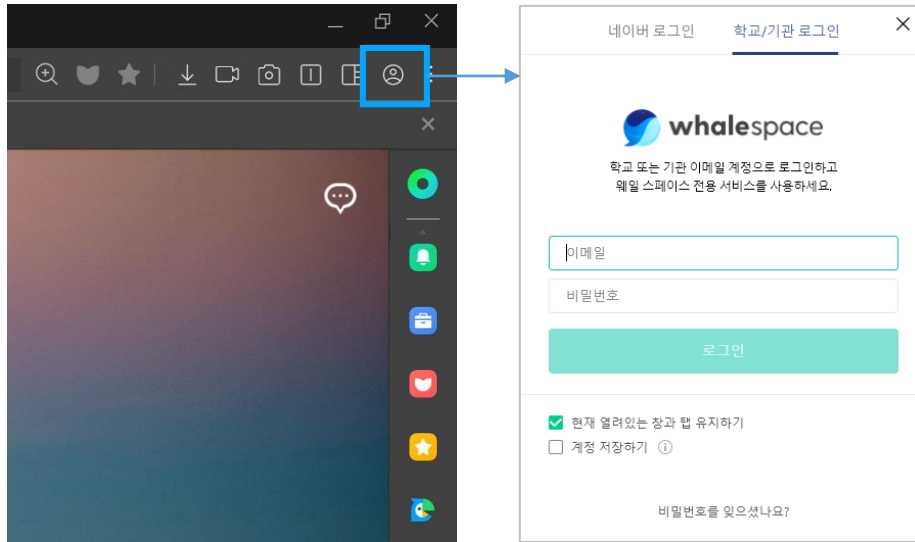 네이버 로그인
학교/기관 로그인
whalespace
학교 또는 기관 이메일 계정으로 로그인하고
웨일 스페이스 전용 서비스를 사용하세요.
이메일
비밀번호
로그인
현재 열려있는 창과 탭 유지하기
계정 저장하기
비밀번호를 잊으셨나요?